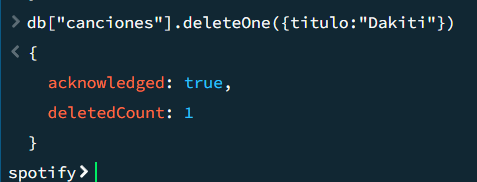 > db["canciones"].deleteOne({titulo:"Dakiti"})
< {
acknowledged: true,
deletedCount: 1
}
spotify>